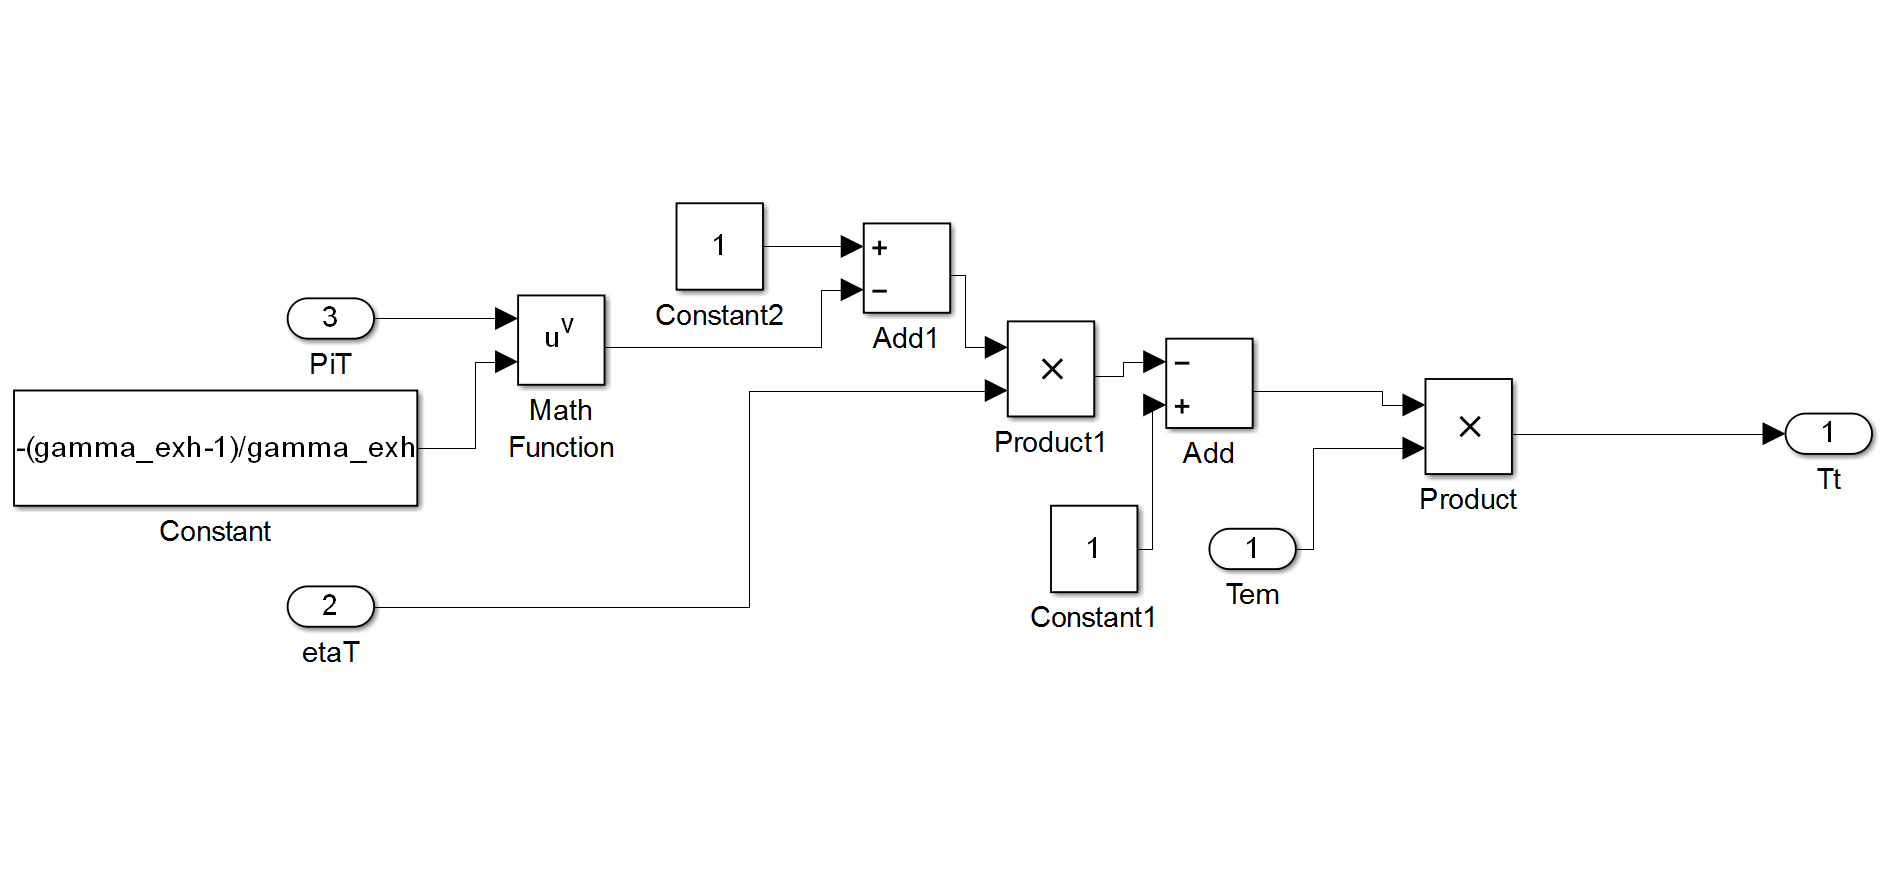 1
Constant2
+
−
Add1
3
PiT
u^v
Math
Function
-(gamma_exh-1)/gamma_exh
Constant
×
Product1
−
+
Add
×
Product
1
Tt
1
Constant1
1
Tem
2
etaT